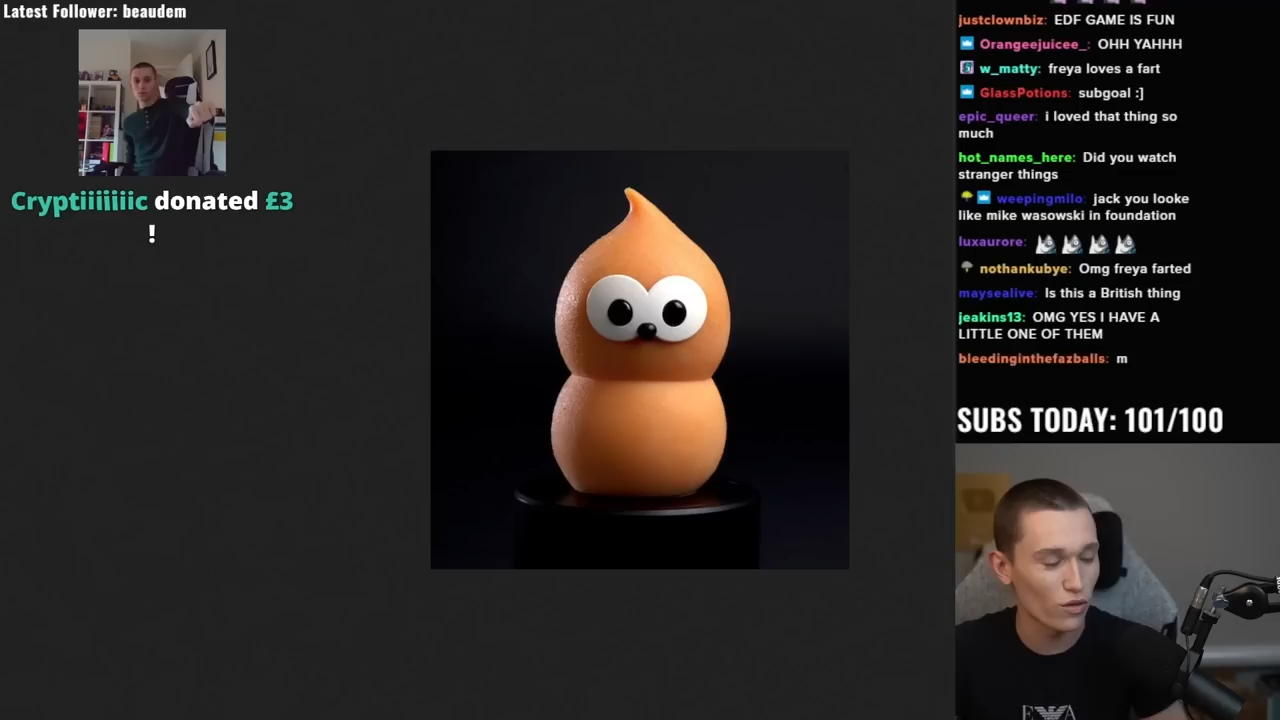 Latest Follower: beaudem
Cryptiiiiiiic donated £3
!
justclownbiz: EDF GAME IS FUN
Orangeejuicee_: OHH YAHHH
w_matty: freya loves a fart
GlassPotions: subgoal :]
epic_queer: i loved that thing so
much
hot_names_here: Did you watch
stranger things
weepingmilo: jack you looke
like mike wasowski in foundation
luxaurore:
nothankubye: Omg freya farted
maysealive: Is this a British thing
jeakins13: OMG YES I HAVE A
LITTLE ONE OF THEM
bleedinginthefazballs: m
SUBS TODAY: 101/100